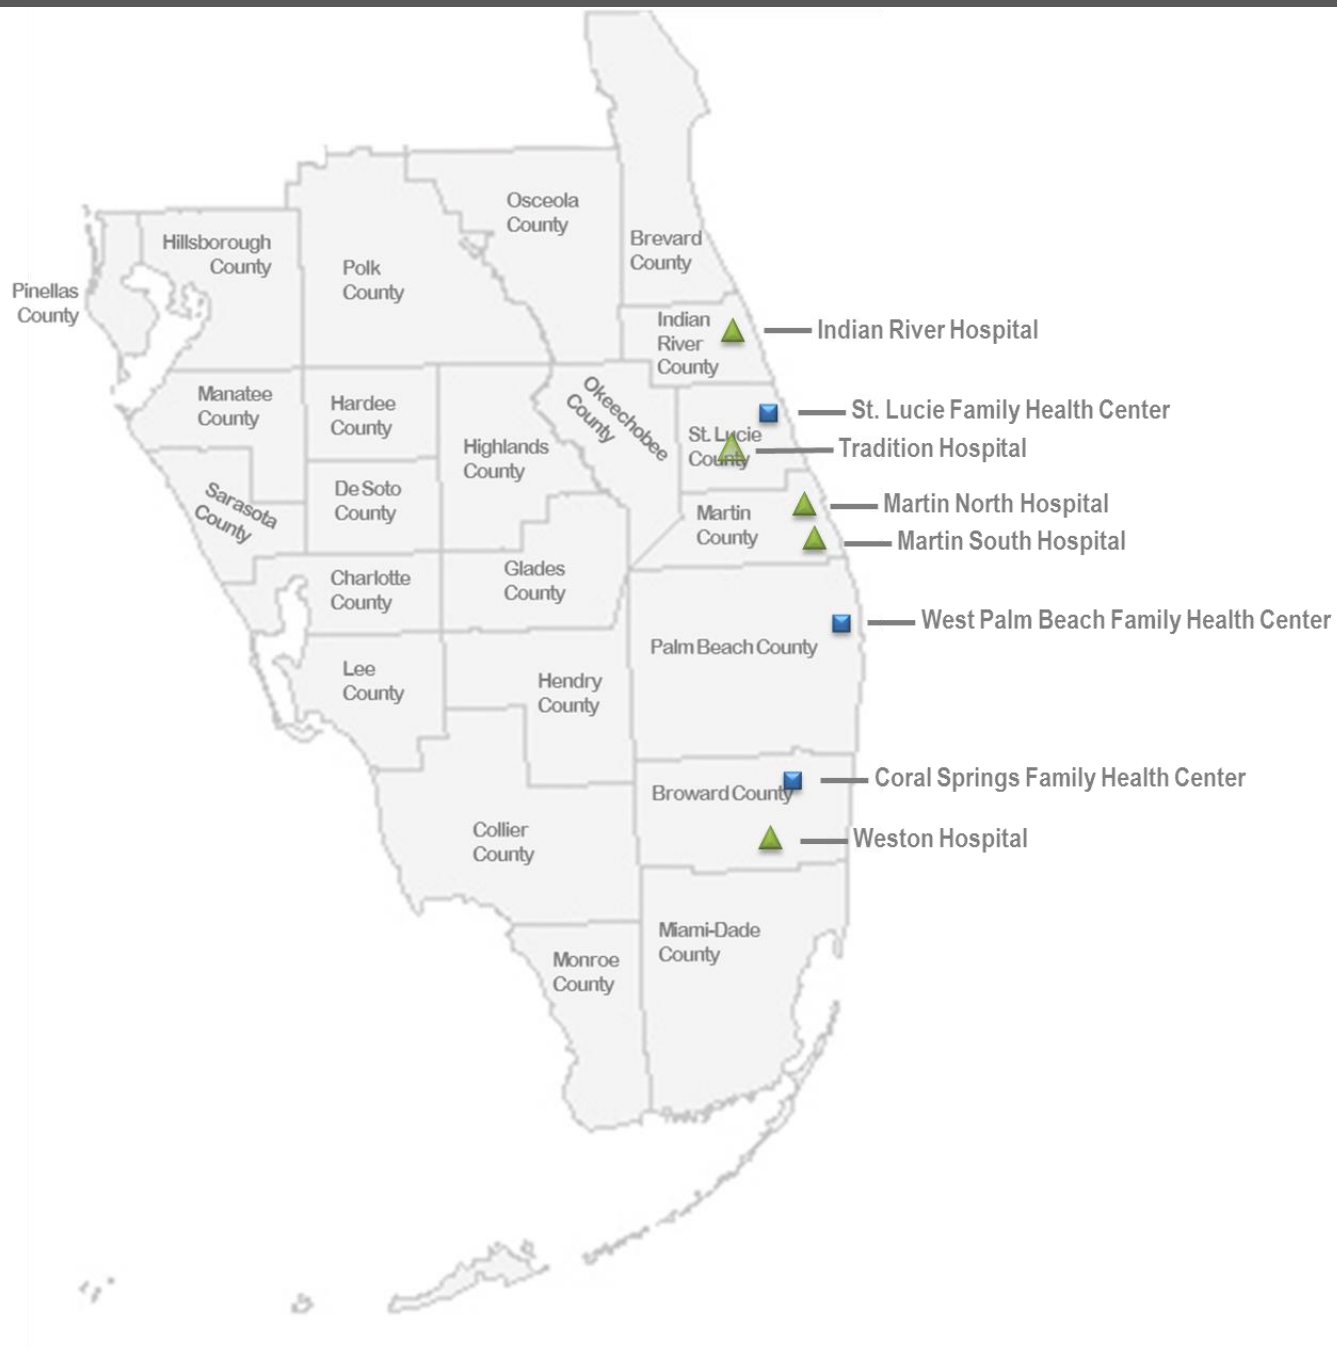 Osceola
County
Hillsborough
County
Brevard
County
Polk
County
Pinellas
County
Indian
River
County
Indian River Hospital
Manatee
County
Hardee
County
Okeechobee
County
St. Lucie Family Health Center
St. Lucie
County
Tradition Hospital
Highlands
County
Sarasota
County
De Soto
County
Martin
County
Martin North Hospital
Martin South Hospital
Charlotte
County
Glades
County
West Palm Beach Family Health Center
Palm Beach County
Lee
County
Hendry
County
Coral Springs Family Health Center
Broward County
Weston Hospital
Collier
County
Miami-Dade
County
Monroe
County